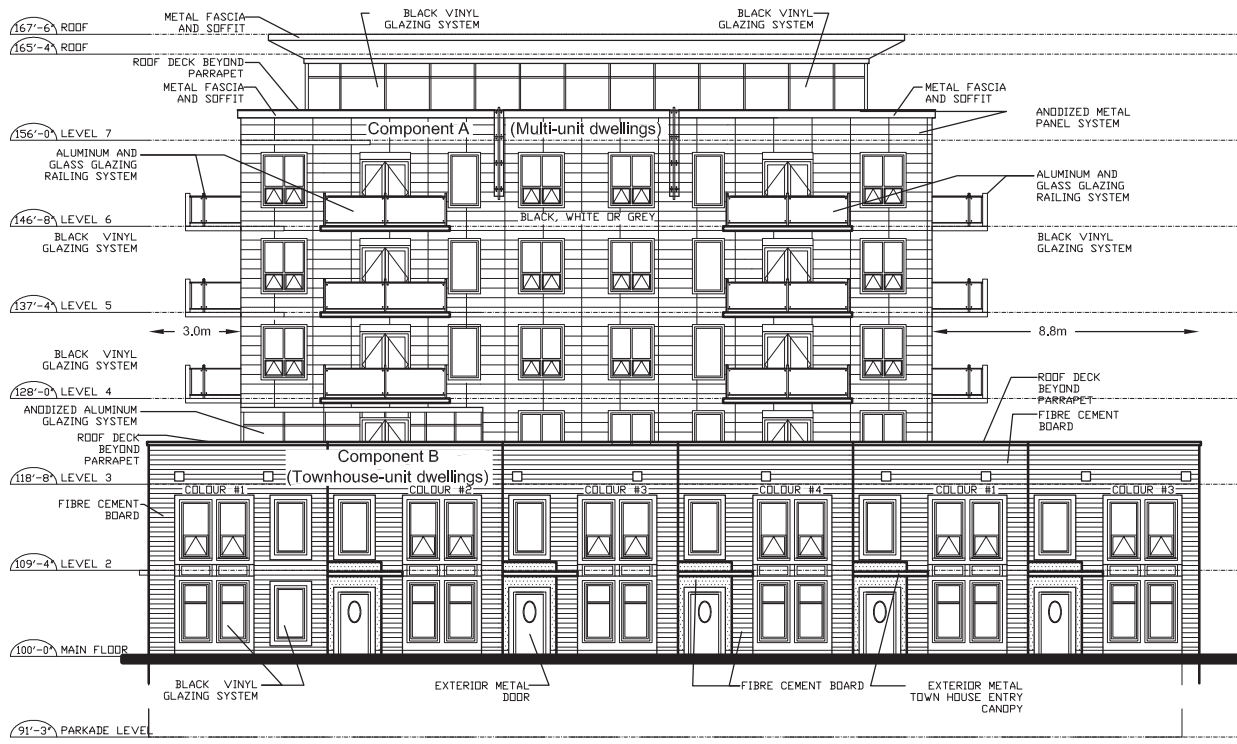 167'-6" ROOF
METAL FASCIA
AND SOFFIT
BLACK VINYL
GLAZING SYSTEM
BLACK VINYL
GLAZING SYSTEM
165'-4" ROOF
ROOF DECK BEYOND
PARRAPET
METAL FASCIA
AND SOFFIT
METAL FASCIA
AND SOFFIT
ANODIZED METAL
PANEL SYSTEM
156'-0" LEVEL 7
Component A (Multi-unit dwellings)
ALUMINUM AND
GLASS GLAZING
RAILING SYSTEM
ALUMINUM AND
GLASS GLAZING
RAILING SYSTEM
146'-8" LEVEL 6
BLACK, WHITE OR GREY
BLACK VINYL
GLAZING SYSTEM
BLACK VINYL
GLAZING SYSTEM
137'-4" LEVEL 5
3.0m
8.8m
BLACK VINYL
GLAZING SYSTEM
128'-0" LEVEL 4
ROOF DECK
BEYOND
PARRAPET
ANODIZED ALUMINUM
GLAZING SYSTEM
FIBRE CEMENT
BOARD
ROOF DECK
BEYOND
PARRAPET
Component B
(Townhouse-unit dwellings)
118'-8" LEVEL 3
COLOUR #1
COLOUR #2
COLOUR #3
COLOUR #4
COLOUR #1
COLOUR #3
FIBRE CEMENT
BOARD
109'-4" LEVEL 2
100'-0" MAIN FLOOR
BLACK VINYL
GLAZING SYSTEM
EXTERIOR METAL
DOOR
FIBRE CEMENT BOARD
EXTERIOR METAL
TOWN HOUSE ENTRY
CANOPY
91'-3" PARKADE LEVEL